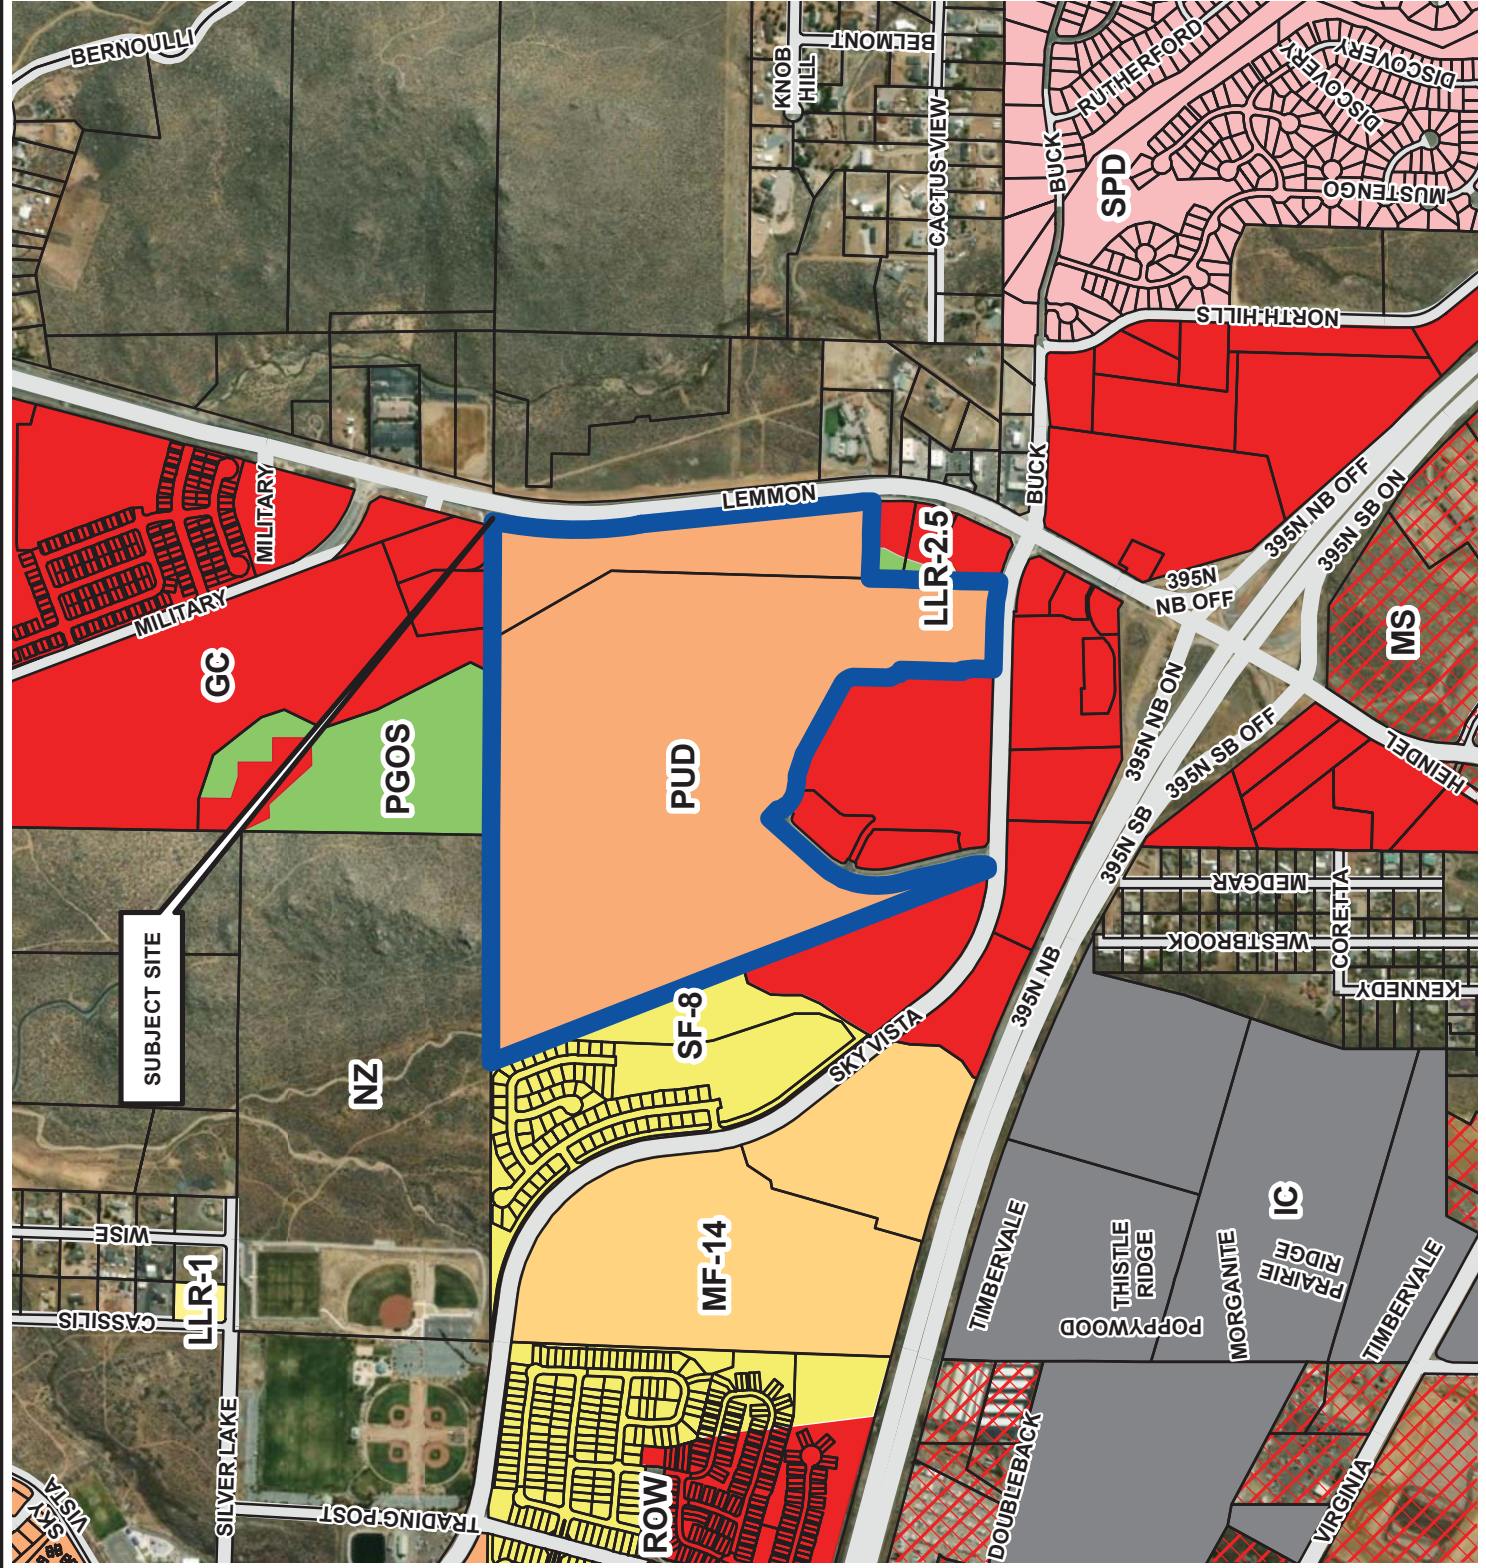 BERNOULLI
KNOB
HILL
BELMONT
CACTUS VIEW
BUCK
RUTHERFORD
DISCOVERY
DISCOVERY
DISCOVERY
MUSTENGO
SPD
NORTH HILLS
MILITARY
MILITARY
LEMMON
BUCK
LLR-2.5
395N NB OFF
395N SB ON
395N
NB OFF
MS
GC
PGOS
PUD
395N NB ON
395N SB OFF
HEINDEL
395N SB
MEDGAR
WESTBROOK
CORETTA
KENNEDY
SUBJECT SITE
NZ
SF-8
SKY VISTA
395N NB
WISE
CASSILIS
LLR-1
MF-14
TIMBERVALE
THISTLE
RIDGE
POPPYWOOD
MORGANITE
IC
PRAIRIE
RIDGE
TIMBERVALE
SILVER LAKE
TRADING POST
SKY
VISTA
ROW
DOUBLEBACK
VIRGINIA